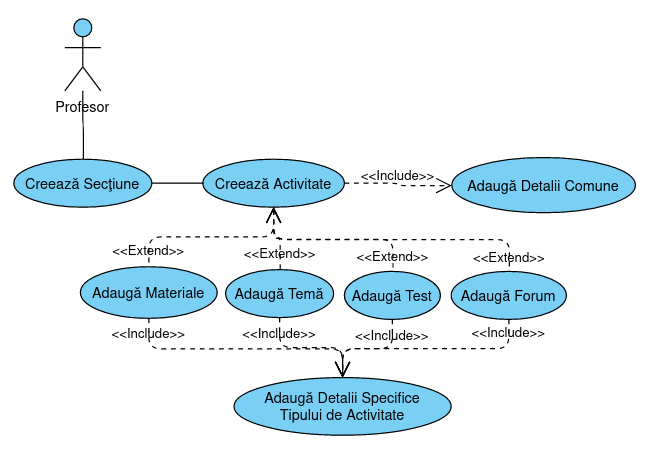 Profesor
Creează Secțiune
Creează Activitate
<<Include>>
Adaugă Detalii Comune
<<Extend>>
<<Extend>>
<<Extend>>
<<Extend>>
Adaugă Materiale
Adaugă Temă
Adaugă Test
Adaugă Forum
<<Include>>
<<Include>>
<<Include>>
<<Include>>
Adaugă Detalii Specifice
Tipului de Activitate